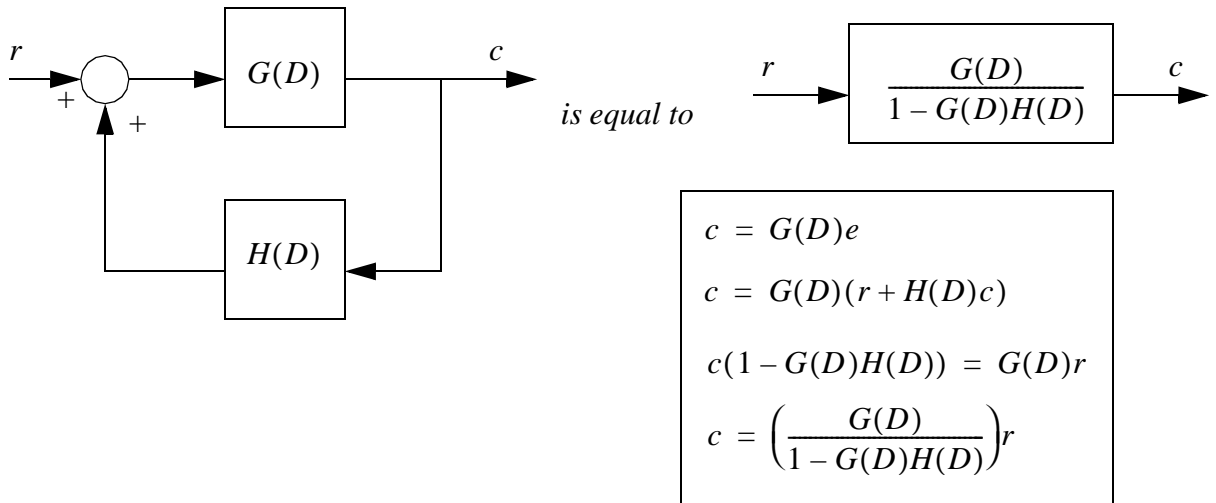 r
+
+
G(D)
c
H(D)
is equal to
r
G(D)
1 – G(D)H(D)
c
c = G(D)e
c = G(D)(r + H(D)c)
c(1 – G(D)H(D)) = G(D)r
c = (G(D) / 1 – G(D)H(D))r